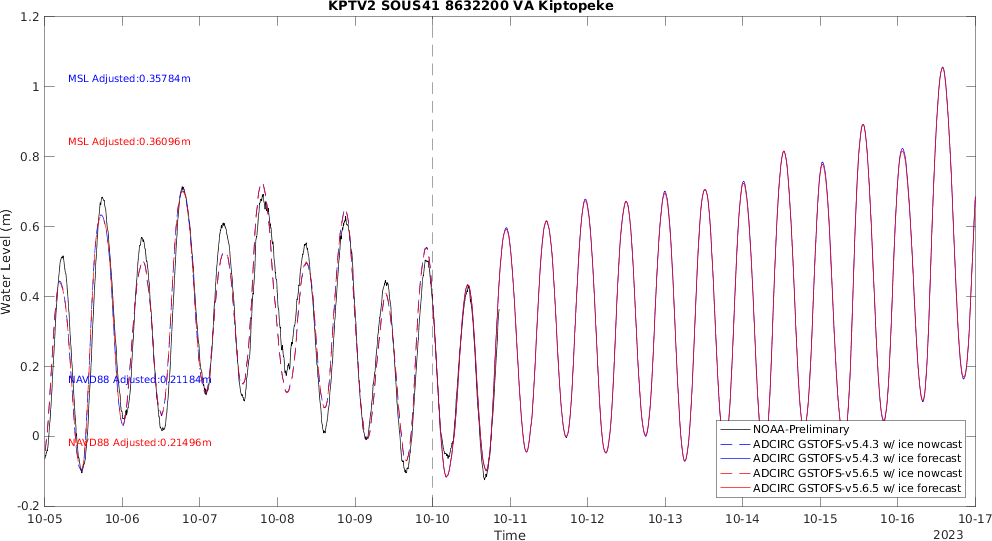 KPTV2 SOUS41 8632200 VA Kiptopeke
1.2
1
0.8
0.6
0.4
0.2
0
-0.2
Water Level (m)
MSL Adjusted:0.35784m
MSL Adjusted:0.36096m
NAVD88 Adjusted:0.21184m
NAVD88 Adjusted:0.21496m
NOAA-Preliminary
ADCIRC GSTOFS-v5.4.3 w/ ice nowcast
ADCIRC GSTOFS-v5.4.3 w/ ice forecast
ADCIRC GSTOFS-v5.6.5 w/ ice nowcast
ADCIRC GSTOFS-v5.6.5 w/ ice forecast
10-05 10-06 10-07 10-08 10-09 10-10 10-11 10-12 10-13 10-14 10-15 10-16 10-17
Time
2023